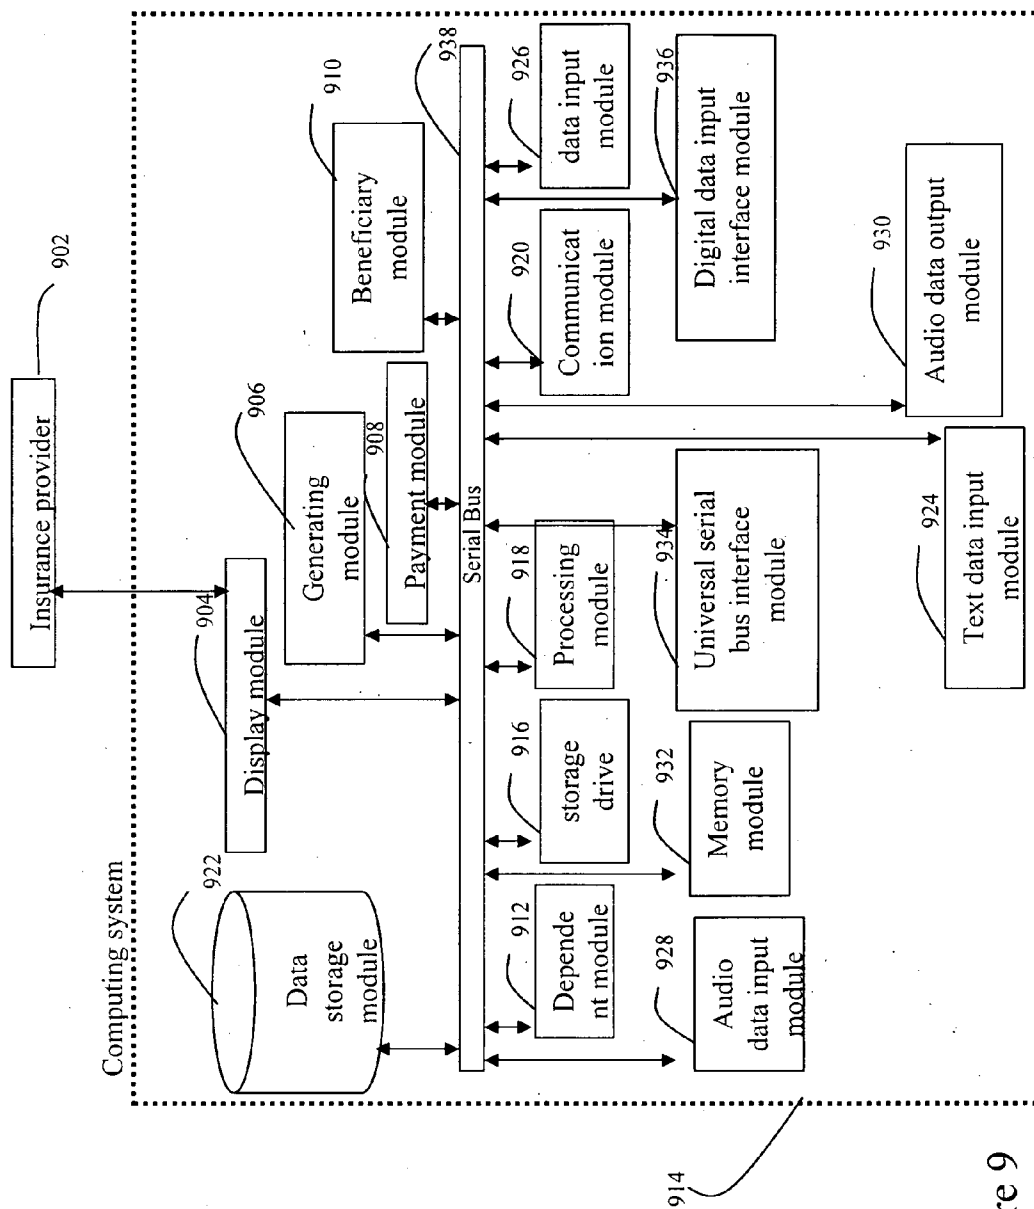 Insurance provider
902
Computing system
922
Data
storage
module
904
Display module
906
Generating
module
908
Payment module
910
Beneficiary
module
938
Serial Bus
912
Depende
nt module
916
storage
drive
918
Processing
module
920
Communicat
ion module
926
data input
module
928
Audio
data input
module
932
Memory
module
934
Universal serial
bus interface
module
936
Digital data input
interface module
924
Text data input
module
930
Audio data output
module
914
re 9